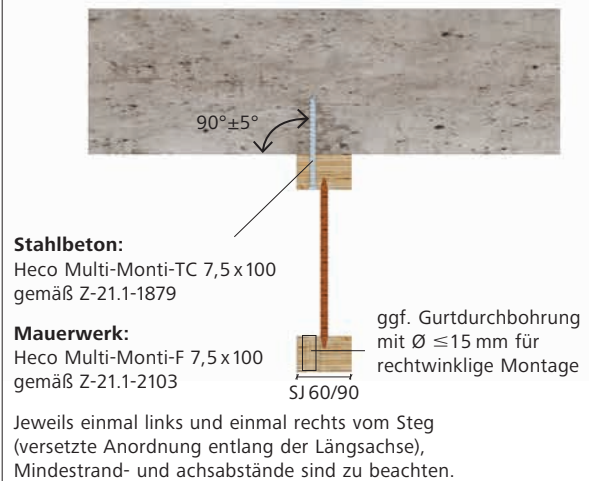 90°±5°
Stahlbeton:
Heco Multi-Monti-TC 7,5 x 100
gemäß Z-21.1-1879
Mauerwerk:
Heco Multi-Monti-F 7,5 x 100
gemäß Z-21.1-2103
ggf. Gurtdurchbohrung
mit Ø ≤15 mm für
rechtwinklige Montage
SJ 60/90
Jeweils einmal links und einmal rechts vom Steg
(versetzte Anordnung entlang der Längsachse),
Mindestrand- und achsabstände sind zu beachten.